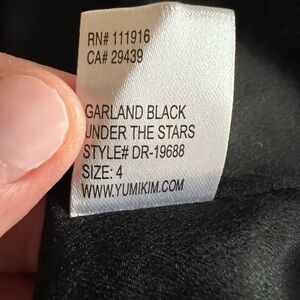 RN# 111916
CA# 29439
GARLAND BLACK
UNDER THE STARS
STYLE# DR-19688
SIZE: 4
WWW.YUMIKIM.COM